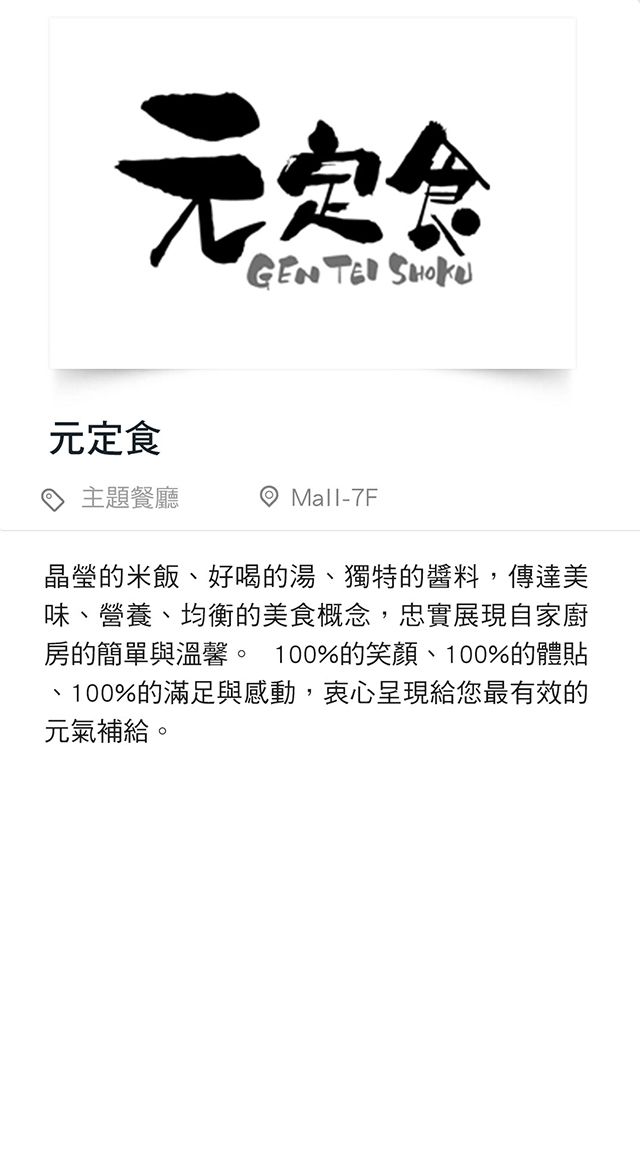 元定食
GEN TEI SHOKU
元定食
主題餐廳
Mall-7F
晶瑩的米飯、好喝的湯、獨特的醬料，傳達美
味、營養、均衡的美食概念，忠實展現自家廚
房的簡單與溫馨。 100%的笑顏、100%的體貼
、100%的滿足與感動，衷心呈現給您最有效的
元氣補給。